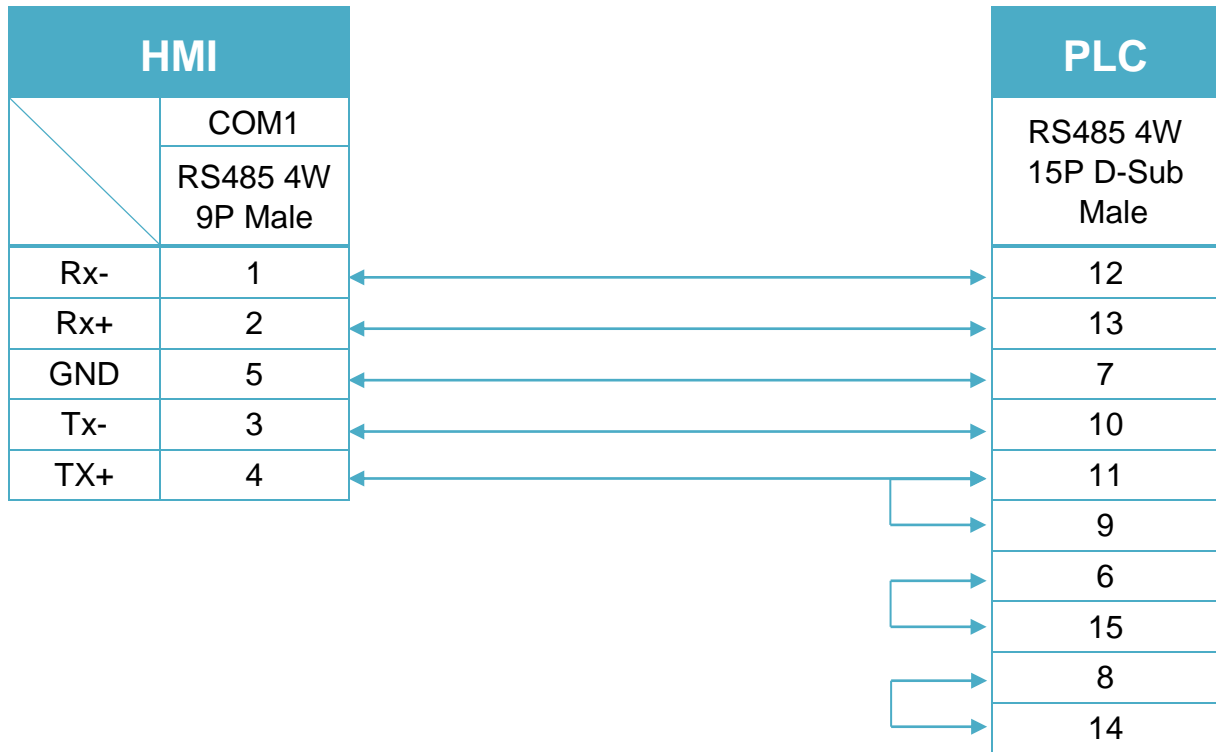 HMI
PLC
COM1
RS485 4W
9P Male
RS485 4W
15P D-Sub
Male
Rx- 1 12
Rx+ 2 13
GND 5 7
Tx- 3 10
TX+ 4 11
9
6
15
8
14